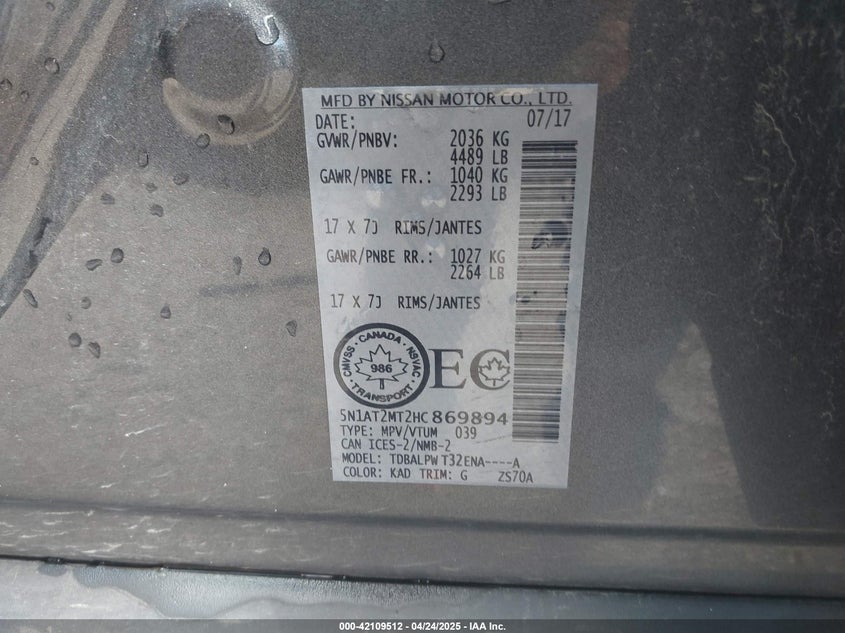 MFD BY NISSAN MOTOR CO., LTD.
DATE: 07/17
GVWR/PNBV: 2036 KG
4489 LB
GAWR/PNBE FR.: 1040 KG
2293 LB
17 X 7J RIMS/JANTES
GAWR/PNBE RR.: 1027 KG
2264 LB
17 X 7J RIMS/JANTES
CMVSS · CANADA · NSVAC
986
· TRANSPORT ·
EC
5N1AT2MT2HC869894
TYPE: MPV/VTUM 039
CAN ICES-2/NMB-2
MODEL: TDBALPW T32ENA----A
COLOR: KAD TRIM: G ZS70A
000-42109512 - 04/24/2025 - IAA Inc.